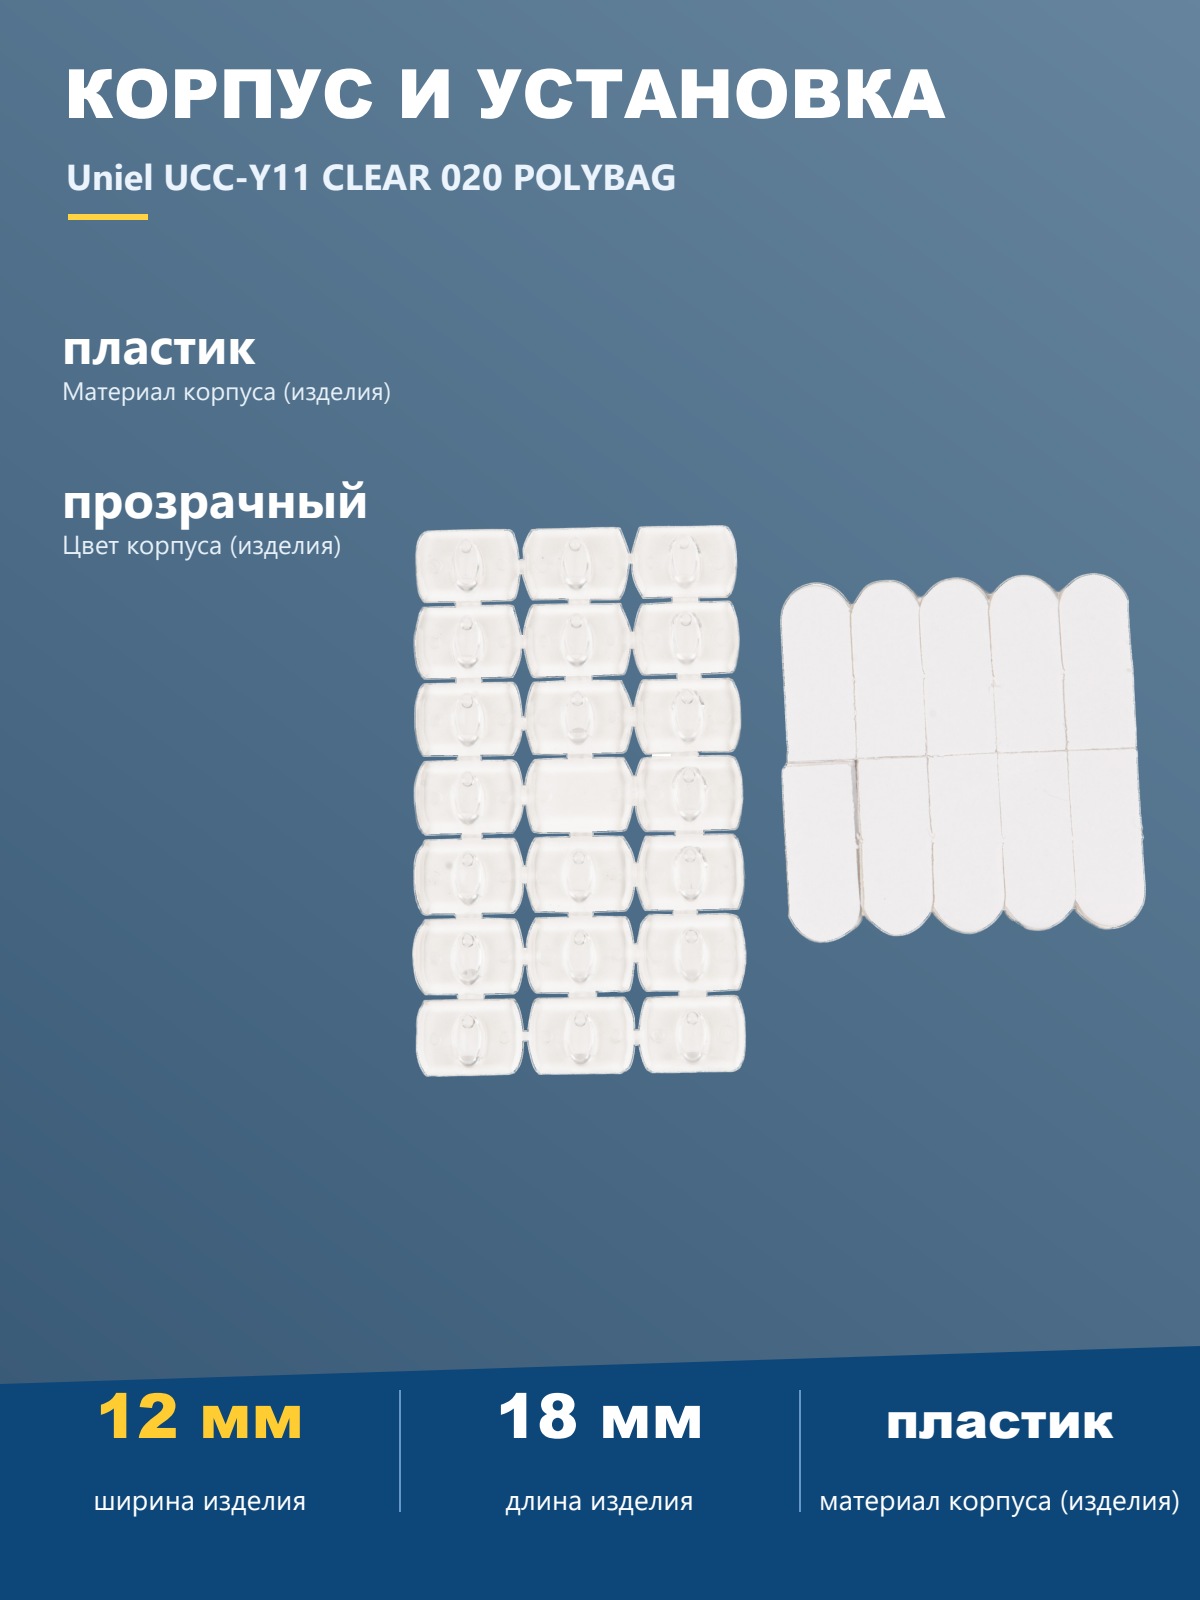 КОРПУС И УСТАНОВКА
Uniel UCC-Y11 CLEAR 020 POLYBAG
пластик
Материал корпуса (изделия)
прозрачный
Цвет корпуса (изделия)
12 мм
ширина изделия
18 мм
длина изделия
пластик
материал корпуса (изделия)